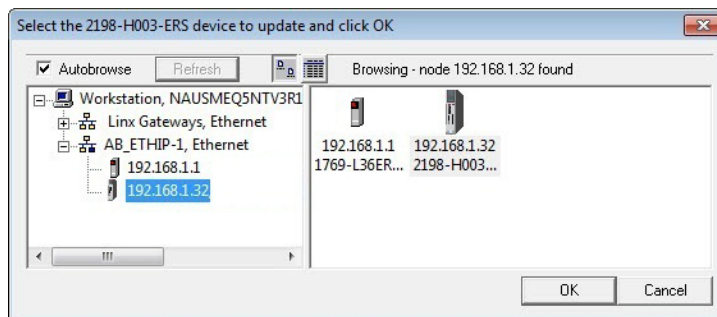 Select the 2198-H003-ERS device to update and click OK
Autobrowse
Refresh
Browsing - node 192.168.1.32 found
Workstation, NAUSMEQ5NTV3R1
Linx Gateways, Ethernet
AB_ETHIP-1, Ethernet
192.168.1.1
192.168.1.32
192.168.1.1
1769-L36ER...
192.168.1.32
2198-H003...
OK
Cancel